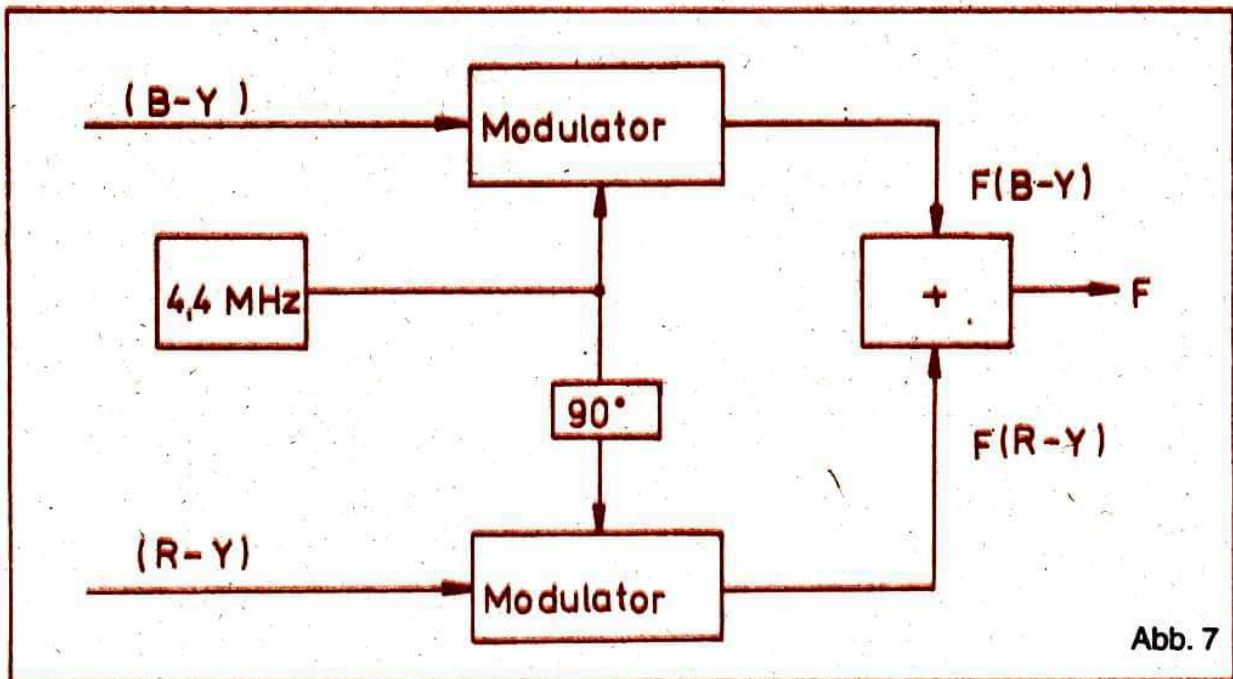 (B-Y)
Modulator
F(B-Y)
4,4 MHz
+
F
90°
F(R-Y)
(R-Y)
Modulator
Abb. 7